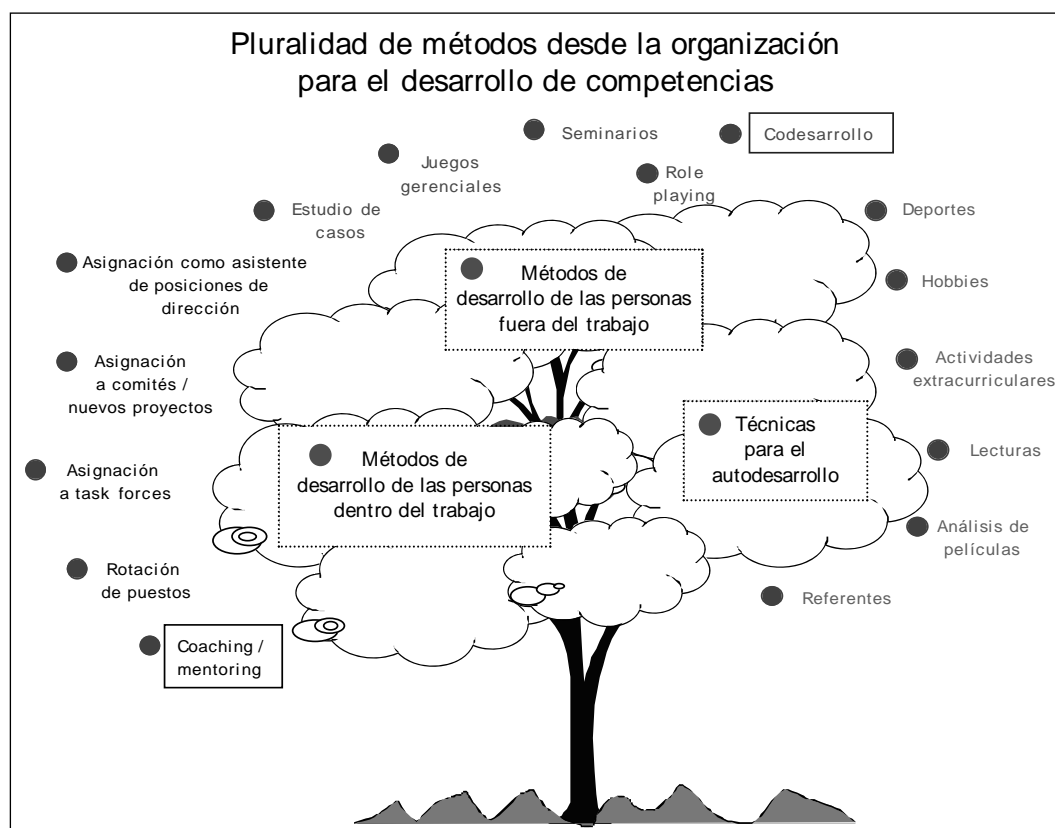 Pluralidad de métodos desde la organización
para el desarrollo de competencias
Seminarios
Codesarrollo
Juegos
gerenciales
Role
playing
Estudio de
casos
Deportes
Asignación como asistente
de posiciones de
dirección
Métodos de
desarrollo de las personas
fuera del trabajo
Hobbies
Asignación
a comités /
nuevos proyectos
Actividades
extracurriculares
Técnicas
para el
autodesarrollo
Métodos de
desarrollo de las personas
dentro del trabajo
Asignación
a task forces
Lecturas
Análisis de
películas
Rotación
de puestos
Referentes
Coaching /
mentoring